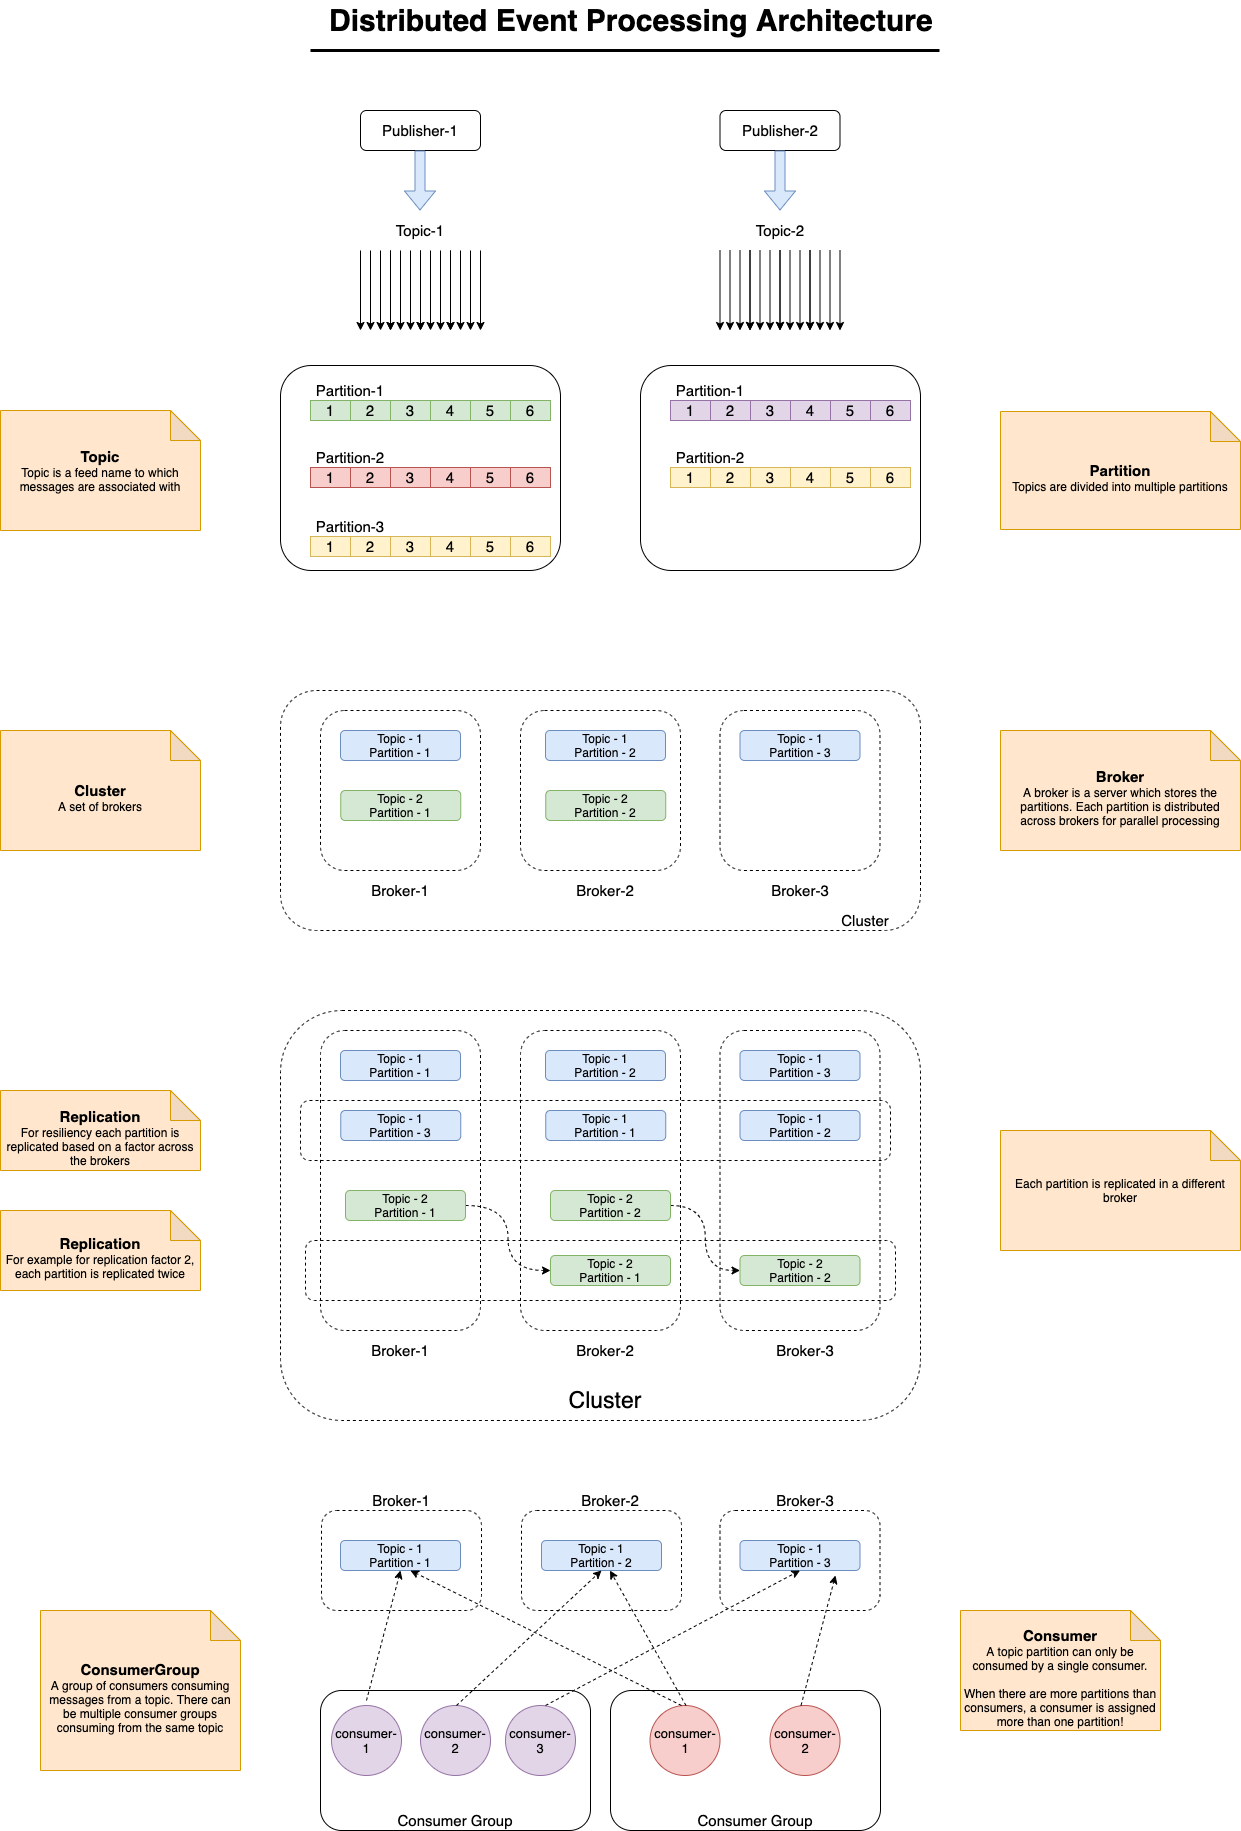 Distributed Event Processing Architecture
Publisher-1
Publisher-2
Topic-1
Topic-2
Partition-1
1 2 3 4 5 6
Partition-2
1 2 3 4 5 6
Partition-3
1 2 3 4 5 6
Partition-1
1 2 3 4 5 6
Partition-2
1 2 3 4 5 6
Topic
Topic is a feed name to which
messages are associated with
Partition
Topics are divided into multiple partitions
Cluster
A set of brokers
Topic - 1
Partition - 1
Topic - 2
Partition - 1
Broker-1
Topic - 1
Partition - 2
Topic - 2
Partition - 2
Broker-2
Topic - 1
Partition - 3
Broker-3
Cluster
Broker
A broker is a server which stores the
partitions. Each partition is distributed
across brokers for parallel processing
Replication
For resiliency each partition is
replicated based on a factor across
the brokers
Replication
For example for replication factor 2,
each partition is replicated twice
Topic - 1
Partition - 1
Topic - 1
Partition - 3
Topic - 2
Partition - 1
Broker-1
Topic - 1
Partition - 2
Topic - 1
Partition - 1
Topic - 2
Partition - 2
Topic - 2
Partition - 1
Broker-2
Topic - 1
Partition - 3
Topic - 1
Partition - 2
Topic - 2
Partition - 2
Broker-3
Cluster
Each partition is replicated in a different
broker
Broker-1
Topic - 1
Partition - 1
Broker-2
Topic - 1
Partition - 2
Broker-3
Topic - 1
Partition - 3
ConsumerGroup
A group of consumers consuming
messages from a topic. There can
be multiple consumer groups
consuming from the same topic
consumer-
1
consumer-
2
consumer-
3
Consumer Group
consumer-
1
consumer-
2
Consumer Group
Consumer
A topic partition can only be
consumed by a single consumer.
When there are more partitions than
consumers, a consumer is assigned
more than one partition!